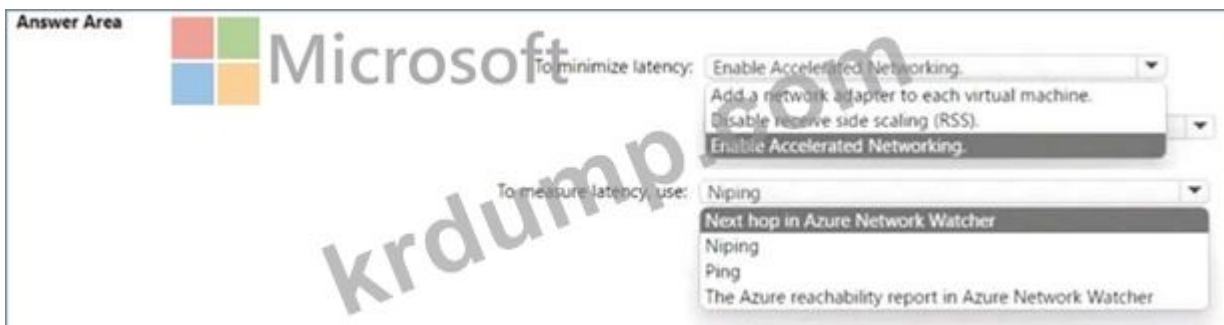 Answer Area
Microsoft
To minimize latency: Enable Accelerated Networking.
Add a network adapter to each virtual machine.
Disable receive side scaling (RSS).
Enable Accelerated Networking.
To measure latency, use: Niping
Next hop in Azure Network Watcher
Niping
Ping
The Azure reachability report in Azure Network Watcher
krdump.com